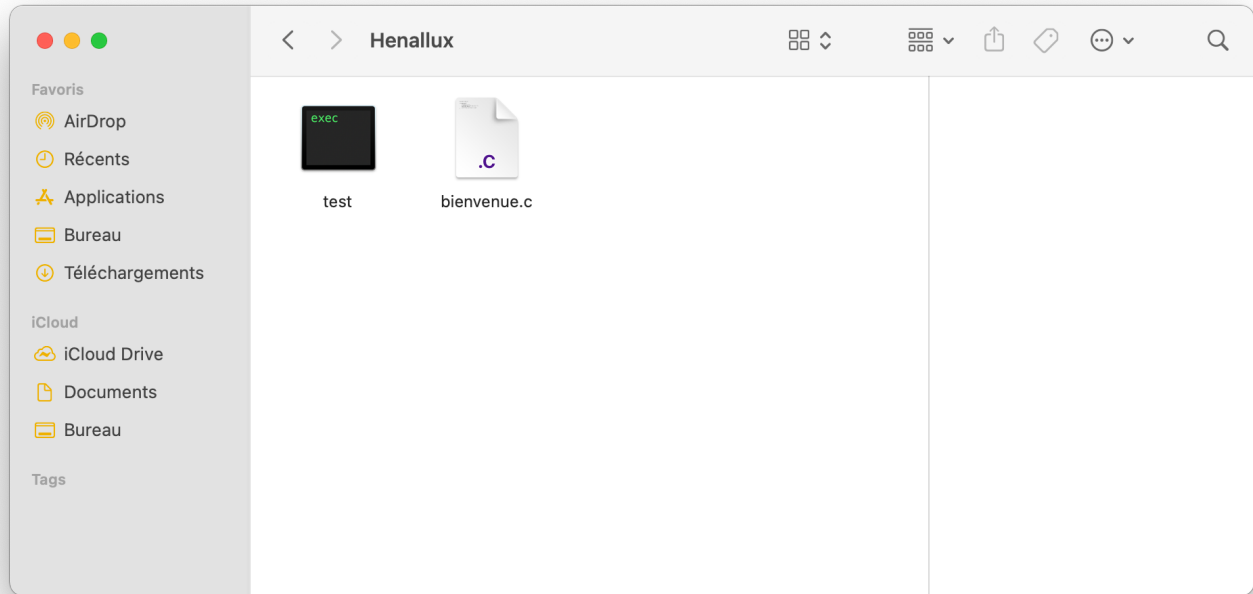 Henallux
Favoris
AirDrop
Récents
Applications
Bureau
Téléchargements
iCloud
iCloud Drive
Documents
Bureau
Tags
exec
test
.C
bienvenue.c